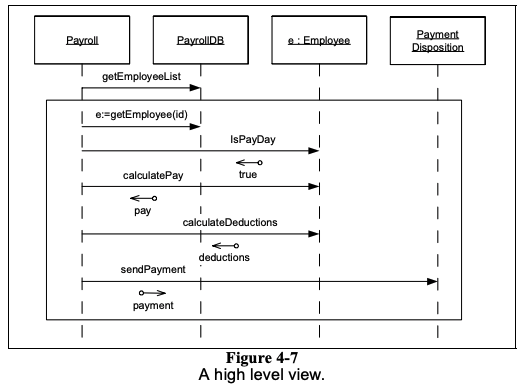 Payroll
PayrollDB
e : Employee
Payment
Disposition
getEmployeeList
e:=getEmployee(id)
IsPayDay
true
calculatePay
pay
calculateDeductions
deductions
sendPayment
payment
Figure 4-7
A high level view.